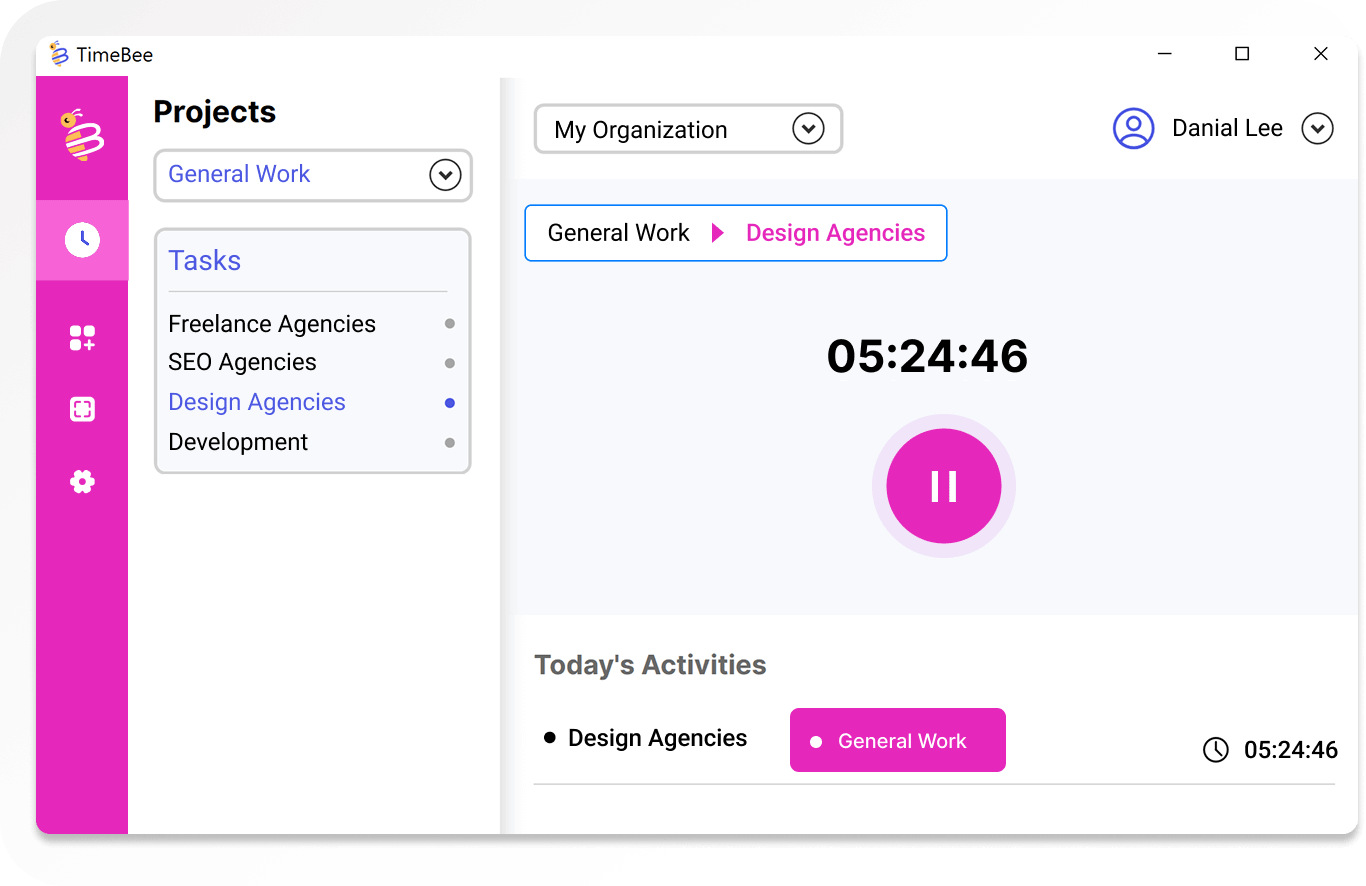 TimeBee
Projects
General Work
Tasks
Freelance Agencies
SEO Agencies
Design Agencies
Development
My Organization
Danial Lee
General Work Design Agencies
05:24:46
Today's Activities
Design Agencies General Work 05:24:46